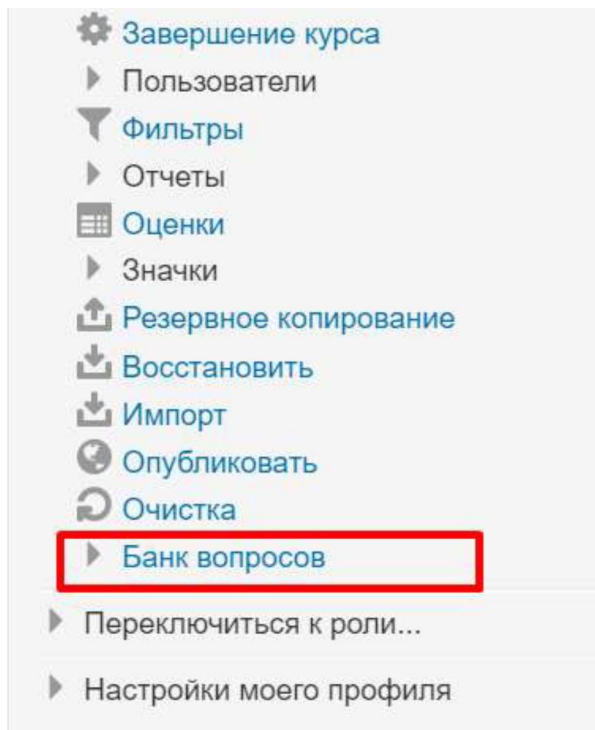 Завершение курса
Пользователи
Фильтры
Отчеты
Оценки
Значки
Резервное копирование
Восстановить
Импорт
Опубликовать
Очистка
Банк вопросов
Переключиться к роли...
Настройки моего профиля